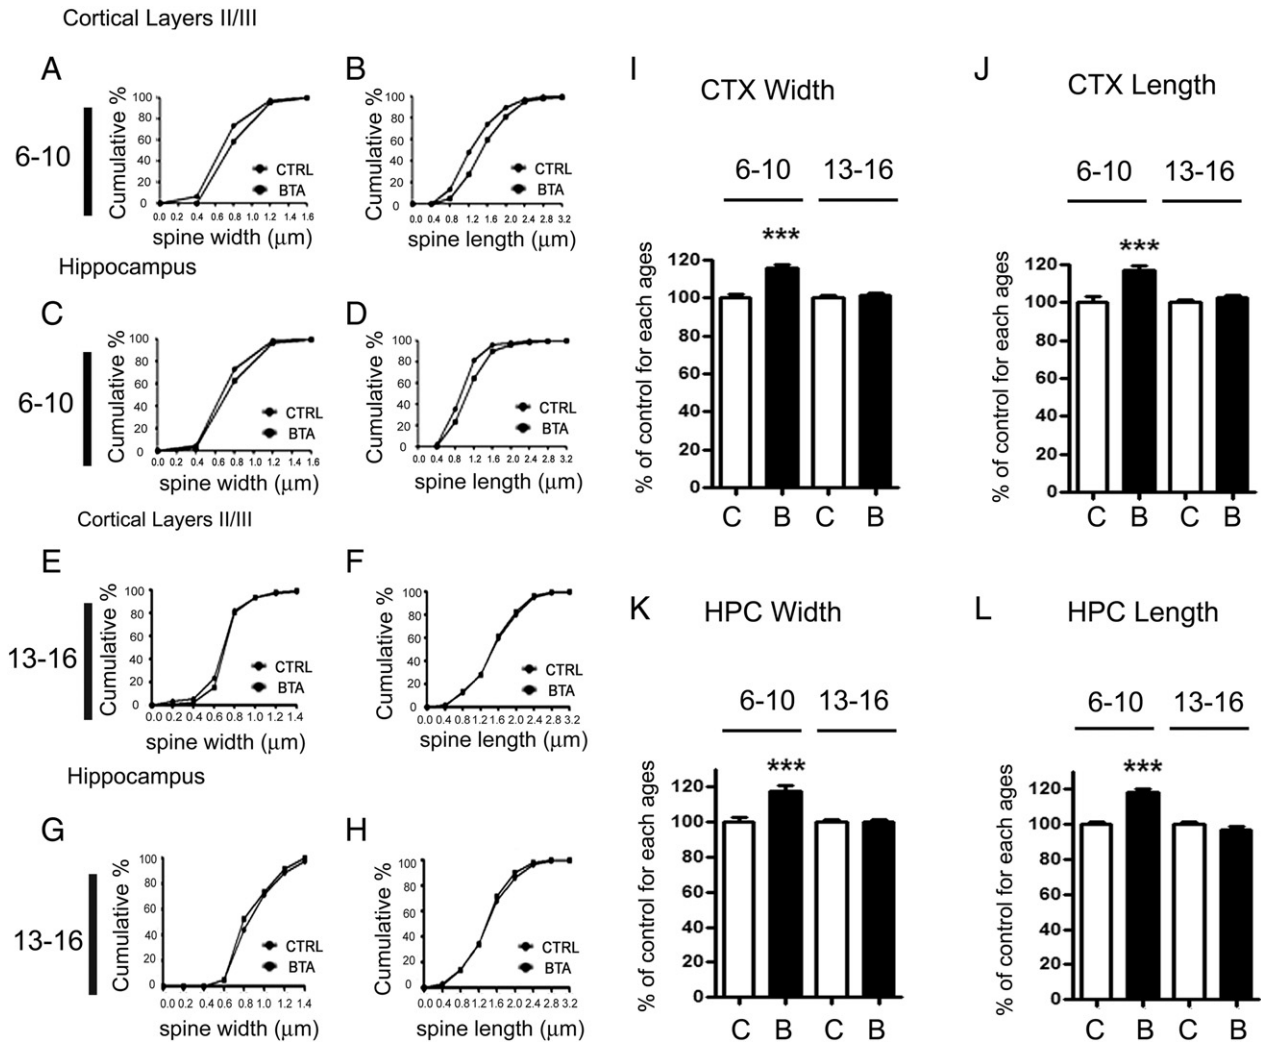 Cortical Layers II/III
A
6-10
Cumulative %
100
80
60
40
20
0
0.0 0.2 0.4 0.8 1.2 1.4 1.6
CTRL
BTA
spine width (μm)
B
Cumulative %
100
80
60
40
20
0
0.0 0.4 0.8 1.2 1.6 2.0 2.4 2.8 3.2
CTRL
BTA
spine length (μm)
Hippocampus
C
6-10
Cumulative %
100
80
60
40
20
0
0.0 0.2 0.4 0.8 1.2 1.4 1.6
CTRL
BTA
spine width (μm)
D
Cumulative %
100
80
60
40
20
0
0.0 0.4 0.8 1.2 1.6 2.0 2.4 2.8 3.2
CTRL
BTA
spine length (μm)
Cortical Layers II/III
E
13-16
Cumulative %
100
80
60
40
20
0
0.0 0.2 0.4 0.6 0.8 1.0 1.2 1.4
CTRL
BTA
spine width (μm)
F
Cumulative %
100
80
60
40
20
0
0.0 0.4 0.8 1.2 1.6 2.0 2.4 2.8 3.2
CTRL
BTA
spine length (μm)
Hippocampus
G
13-16
Cumulative %
100
80
60
40
20
0
0.0 0.2 0.4 0.6 0.8 1.0 1.2 1.4
CTRL
BTA
spine width (μm)
H
Cumulative %
100
80
60
40
20
0
0.0 0.4 0.8 1.2 1.6 2.0 2.4 2.8 3.2
CTRL
BTA
spine length (μm)
I
CTX Width
6-10 13-16
***
% of control for each ages
120
100
80
60
40
20
0
C B C B
J
CTX Length
6-10 13-16
***
% of control for each ages
120
100
80
60
40
20
0
C B C B
K
HPC Width
6-10 13-16
***
% of control for each ages
120
100
80
60
40
20
0
C B C B
L
HPC Length
6-10 13-16
***
% of control for each ages
120
100
80
60
40
20
0
C B C B